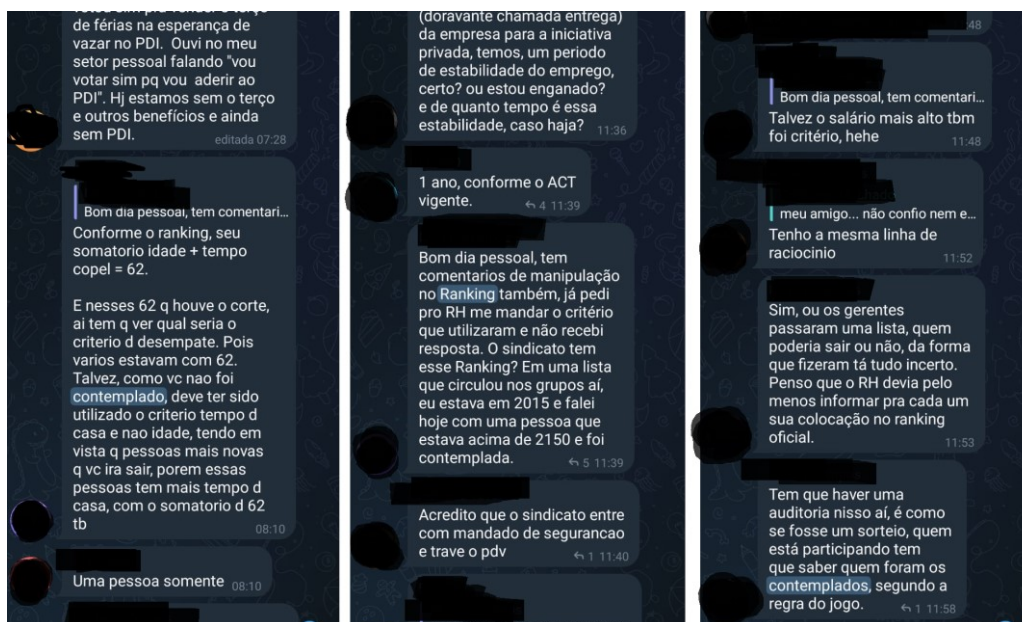 de férias na esperança de
vazar no PDI. Ouvi no meu
setor pessoal falando "vou
votar sim pq vou aderir ao
PDI". Hj estamos sem o terço
e outros benefícios e ainda
sem PDI.
editada 07:28
Bom dia pessoal, tem comentari...
Conforme o ranking, seu
somatorio idade + tempo
copel = 62.
E nesses 62 q houve o corte,
ai tem q ver qual seria o
criterio d desempate. Pois
varios estavam com 62.
Talvez, como vc nao foi
contemplado, deve ter sido
utilizado o criterio tempo d
casa e nao idade, tendo em
vista q pessoas mais novas
q vc ira sair, porem essas
pessoas tem mais tempo d
casa, com o somatorio d 62
tb
08:10
Uma pessoa somente 08:10
(doravante chamada entrega)
da empresa para a iniciativa
privada, temos, um periodo
de estabilidade do emprego,
certo? ou estou enganado?
e de quanto tempo é essa
estabilidade, caso haja? 11:36
1 ano, conforme o ACT
vigente. 4 11:39
Bom dia pessoal, tem
comentarios de manipulação
no Ranking também, já pedi
pro RH me mandar o critério
que utilizaram e não recebi
resposta. O sindicato tem
esse Ranking? Em uma lista
que circulou nos grupos aí,
eu estava em 2015 e falei
hoje com uma pessoa que
estava acima de 2150 e foi
contemplada. 5 11:39
Acredito que o sindicato entre
com mandado de segurancao
e trave o pdv 1 11:40
:48
Bom dia pessoal, tem comentari...
Talvez o salário mais alto tbm
foi critério, hehe
11:48
meu amigo... não confio nem e...
Tenho a mesma linha de
raciocinio
11:52
Sim, ou os gerentes
passaram uma lista, quem
poderia sair ou não, da forma
que fizeram tá tudo incerto.
Penso que o RH devia pelo
menos informar pra cada um
sua colocação no ranking
oficial.
11:53
Tem que haver uma
auditoria nisso aí, é como
se fosse um sorteio, quem
está participando tem
que saber quem foram os
contemplados, segundo a
regra do jogo. 1 11:58